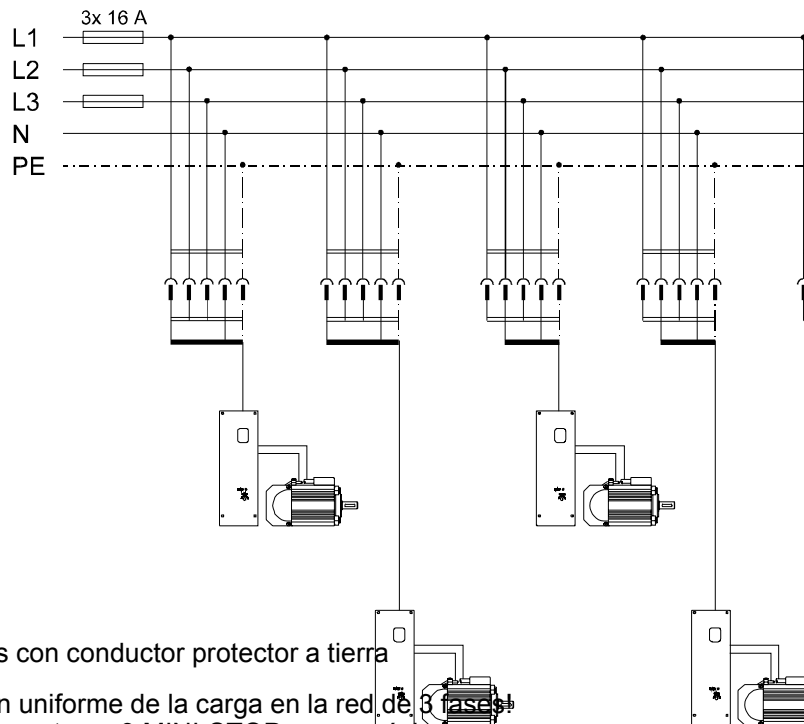 3x 16 A
L1
L2
L3
N
PE
s con conductor protector a tierra
n uniforme de la carga en la red de 3 fases!